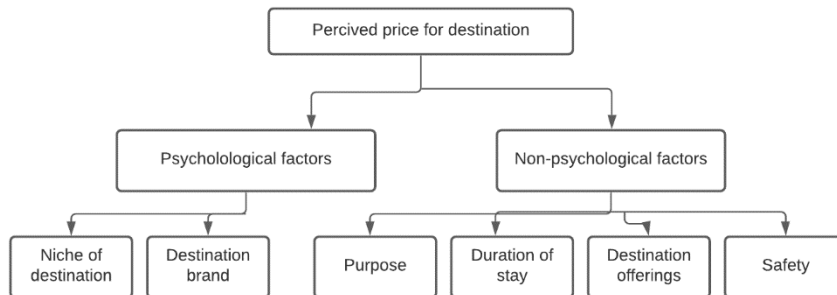 Percived price for destination
Psycholological factors
Non-psychological factors
Niche of
destination
Destination
brand
Purpose
Duration of
stay
Destination
offerings
Safety